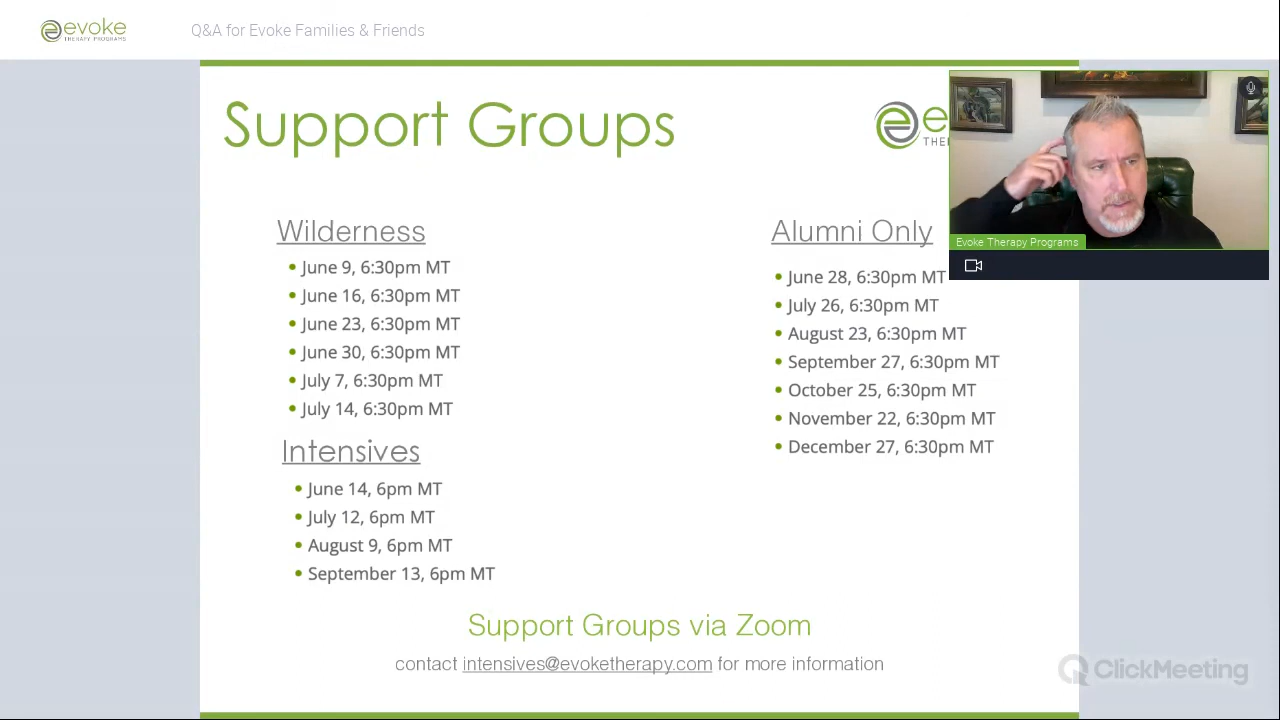 evoke
THERAPY PROGRAMS
Q&A for Evoke Families & Friends
Support Groups
e
THE
Evoke Therapy Programs
Wilderness
• June 9, 6:30pm MT
• June 16, 6:30pm MT
• June 23, 6:30pm MT
• June 30, 6:30pm MT
• July 7, 6:30pm MT
• July 14, 6:30pm MT
Intensives
• June 14, 6pm MT
• July 12, 6pm MT
• August 9, 6pm MT
• September 13, 6pm MT
Alumni Only
• June 28, 6:30pm MT
• July 26, 6:30pm MT
• August 23, 6:30pm MT
• September 27, 6:30pm MT
• October 25, 6:30pm MT
• November 22, 6:30pm MT
• December 27, 6:30pm MT
Support Groups via Zoom
contact intensives@evoketherapy.com for more information
ClickMeeting